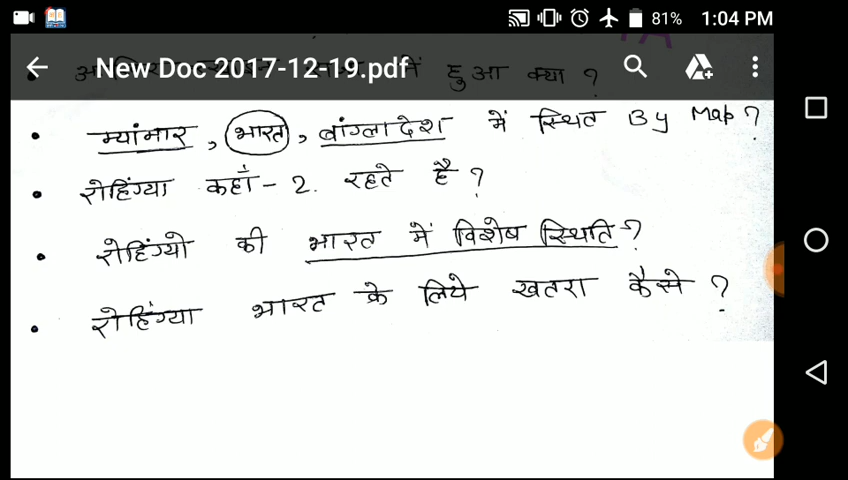 81% 1:04 PM
New Doc 2017-12-19.pdf
हुआ क्या ?
• म्यांमार, भारत, बांग्लादेश में स्थित By Map ?
• रोहिंग्या कहाँ-2. रहते है ?
• रोहिंग्यो की भारत में विशेष स्थिति-?
• रोहिंग्या भारत के लिये खतरा कैसे ?